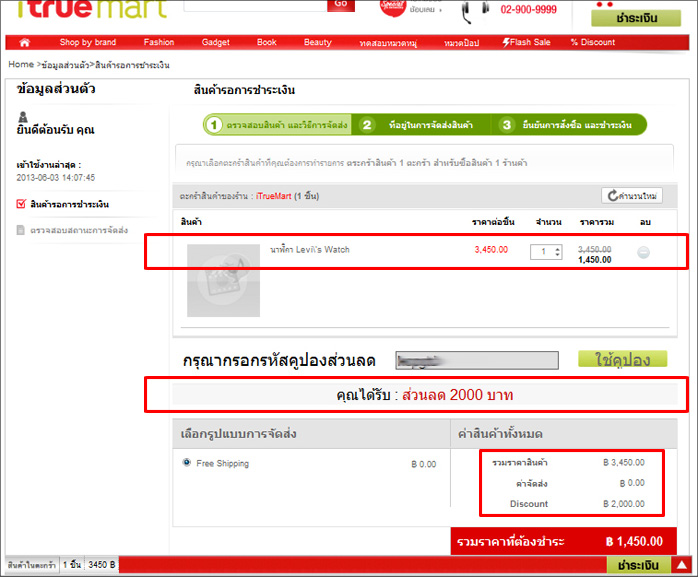 iTruemart
Go
Special
ย้อนเลย ›
02-900-9999
ชำระเงิน
Shop by brand Fashion Gadget Book Beauty ทดสอบหมวดหมู่ หมวดป๊อป Flash Sale % Discount
Home >ข้อมูลส่วนตัว>สินค้ารอการชำระเงิน
ข้อมูลส่วนตัว
ยินดีต้อนรับ คุณ
เข้าใช้งานล่าสุด :
2013-06-03 14:07:45
สินค้ารอการชำระเงิน
ตรวจสอบสถานะการจัดส่ง
สินค้ารอการชำระเงิน
1 ตรวจสอบสินค้า และวิธีการจัดส่ง 2 ที่อยู่ในการจัดส่งสินค้า 3 ยืนยันการสั่งซื้อ และชำระเงิน
กรุณาเลือกตะกร้าสินค้าที่คุณต้องการทำรายการ ตระกร้าสินค้า 1 ตะกร้า สำหรับซื้อสินค้า 1 ร้านค้า
ตะกร้าสินค้าของร้าน : iTrueMart (1 ชิ้น) คำนวนใหม่
สินค้า ราคาต่อชิ้น จำนวน ราคารวม ลบ
นาฬิกา Levi\'s Watch 3,450.00 1 3,450.00
1,450.00
กรุณากรอกรหัสคูปองส่วนลด ใช้คูปอง
คุณได้รับ : ส่วนลด 2000 บาท
เลือกรูปแบบการจัดส่ง ค่าสินค้าทั้งหมด
Free Shipping ฿ 0.00
รวมราคาสินค้า ฿ 3,450.00
ค่าจัดส่ง ฿ 0.00
Discount ฿ 2,000.00
รวมราคาที่ต้องชำระ ฿ 1,450.00
สินค้าในตะกร้า 1 ชิ้น 3450 B ชำระเงิน